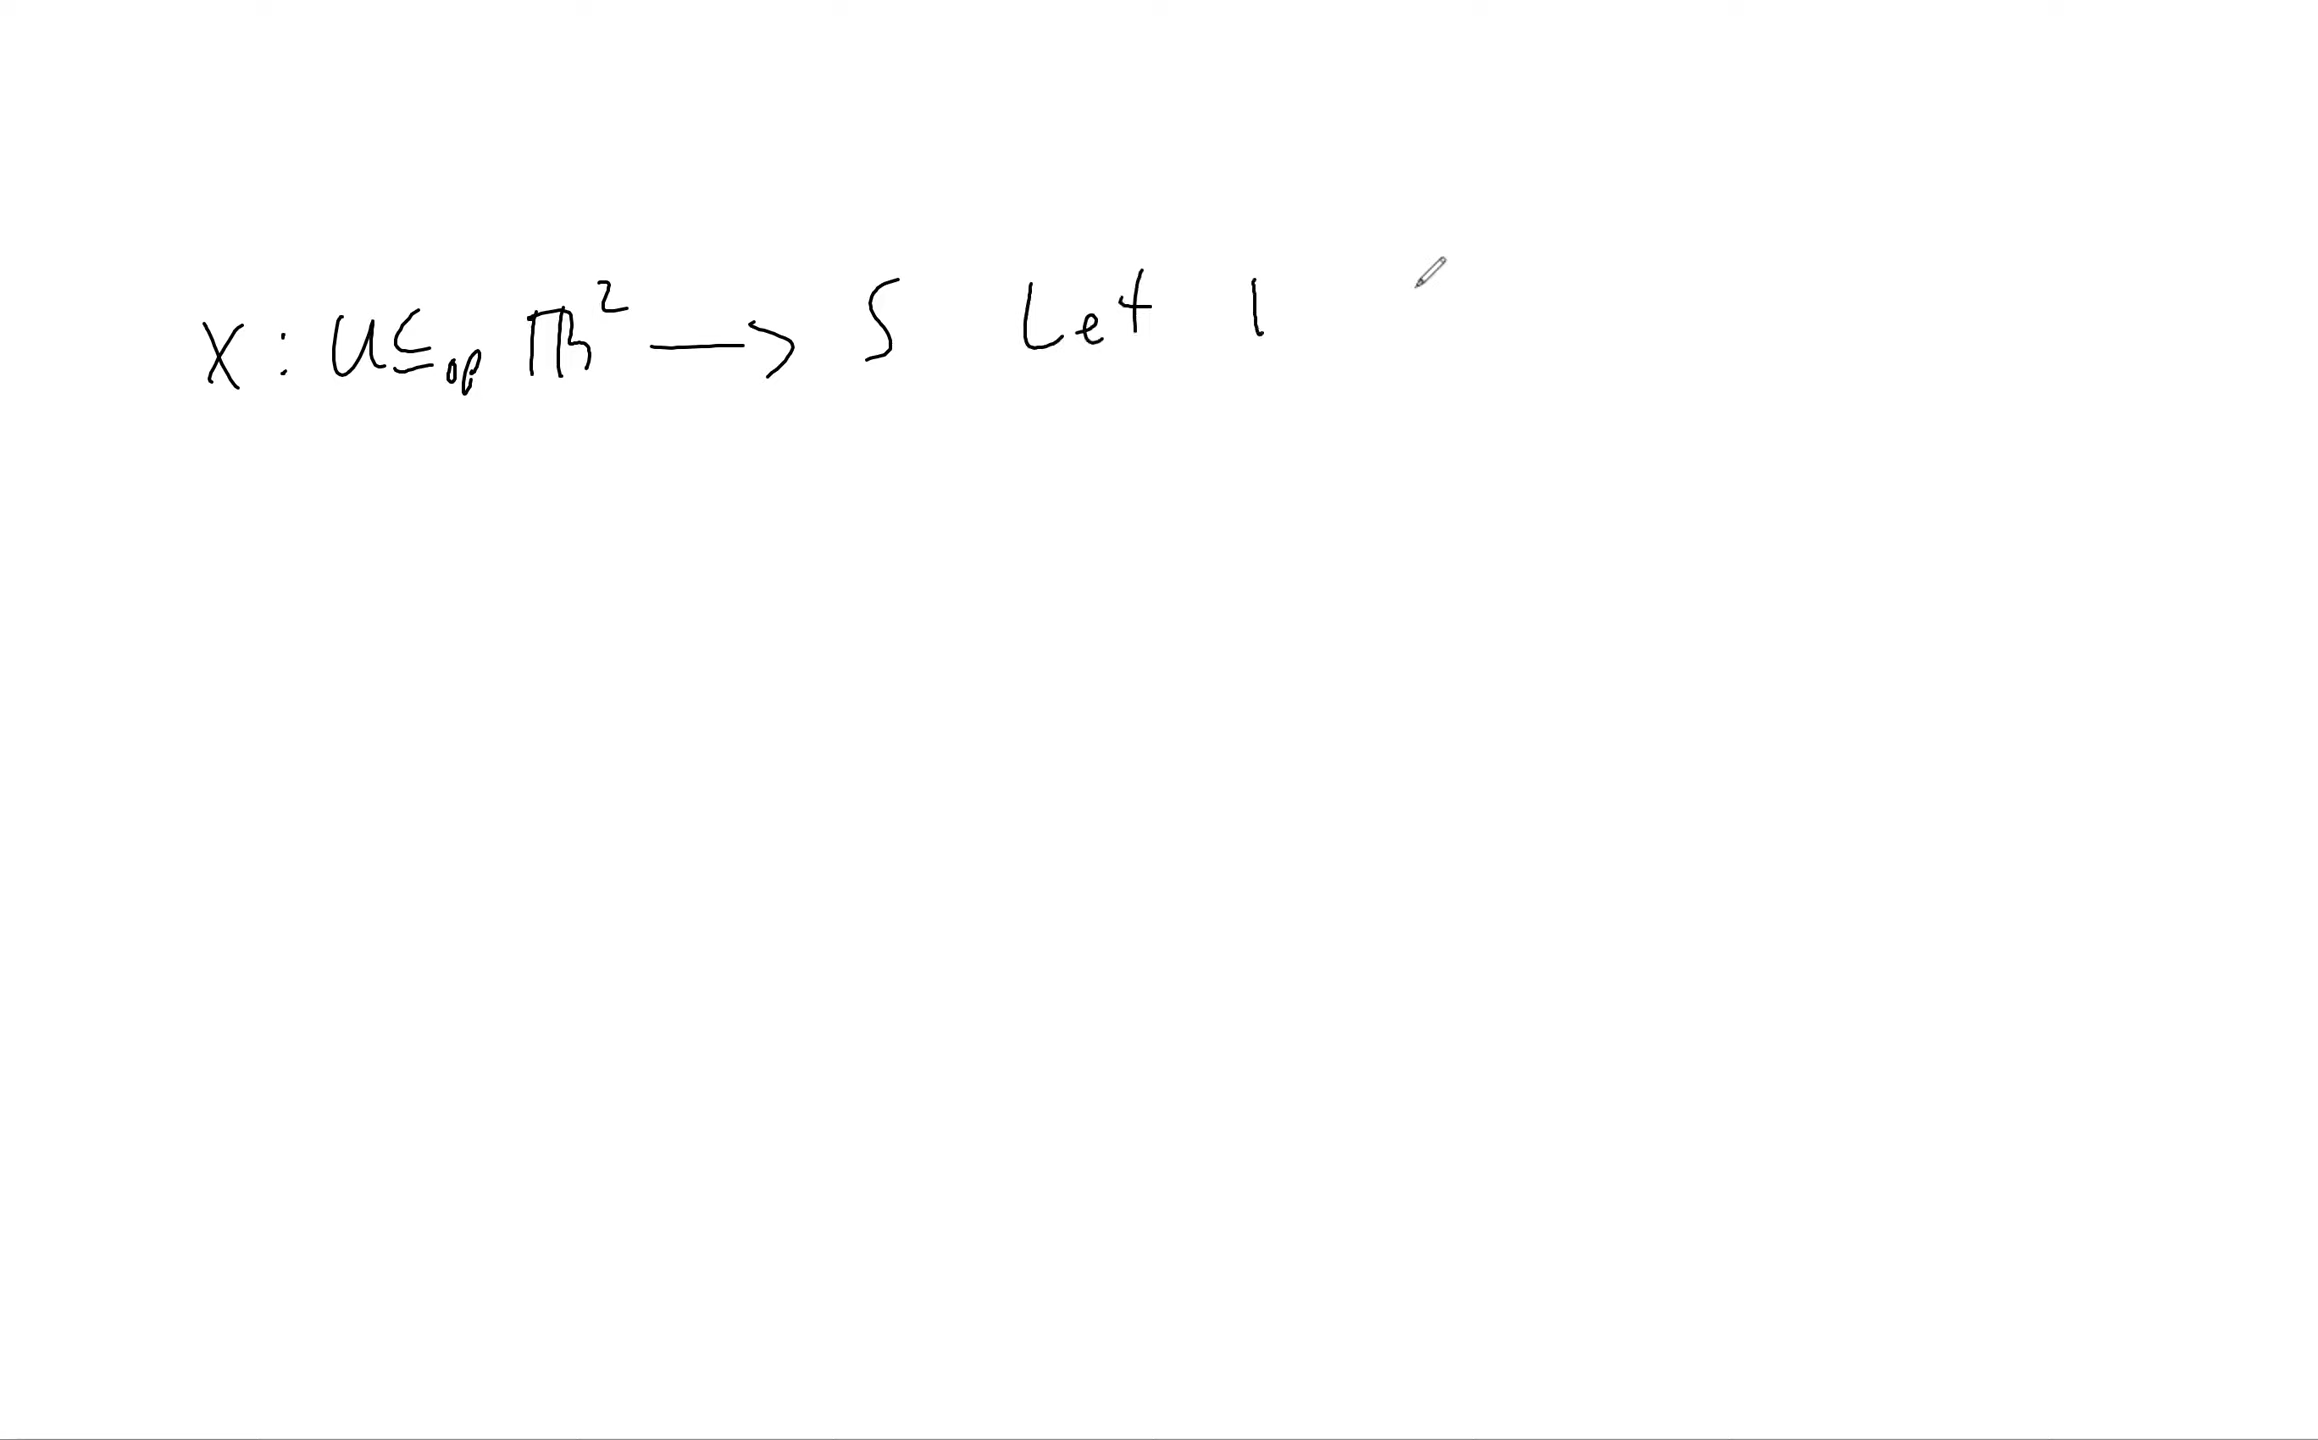 X : U ⊆ₒₚ ℝ² ⟶ S Let l